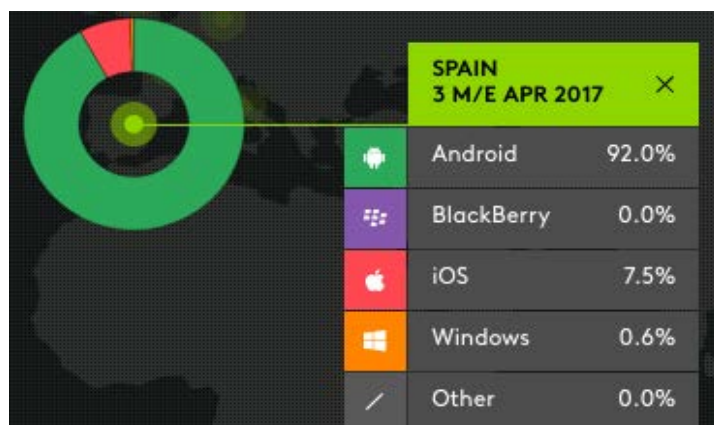 SPAIN
3 M/E APR 2017
Android 92.0%
BlackBerry 0.0%
iOS 7.5%
Windows 0.6%
Other 0.0%